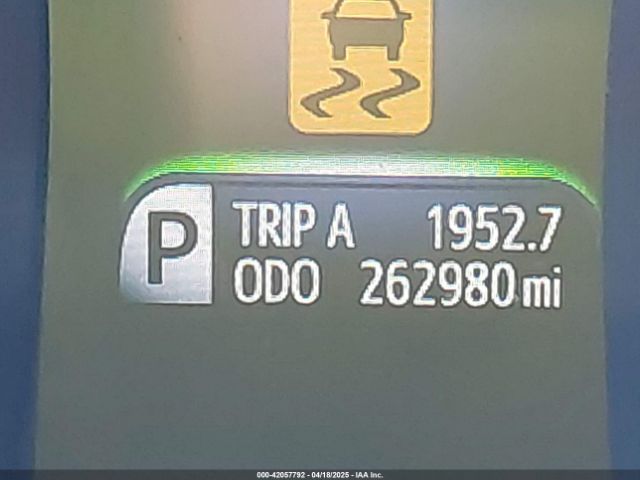 P
TRIP A 1952.7
ODO 262980 mi
000-42057792 - 04/18/2025 - IAA Inc.